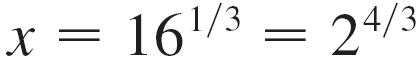 x = 16^{1/3} = 2^{4/3}